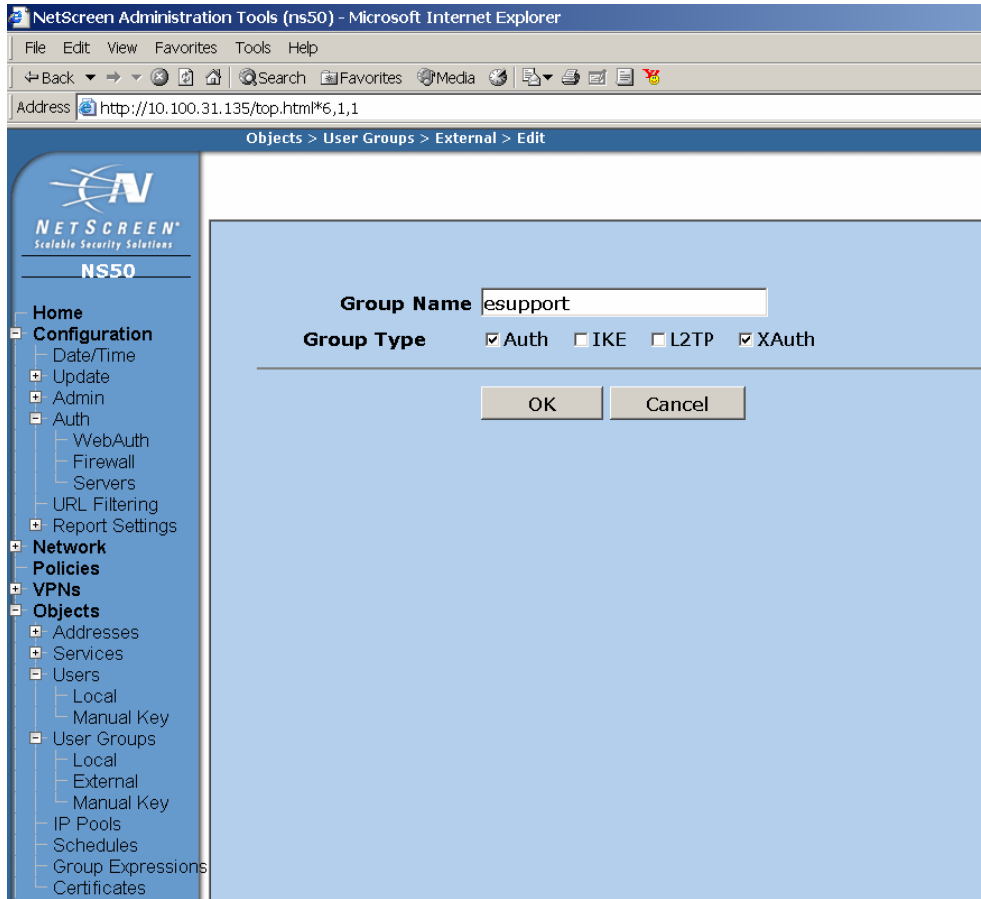 NetScreen Administration Tools (ns50) - Microsoft Internet Explorer
File Edit View Favorites Tools Help
Back Search Favorites Media
Address http://10.100.31.135/top.html*6,1,1
Objects > User Groups > External > Edit
N
NETSCREEN
Scalable Security Solutions
NS50
Home
Configuration
Date/Time
Update
Admin
Auth
WebAuth
Firewall
Servers
URL Filtering
Report Settings
Network
Policies
VPNs
Objects
Addresses
Services
Users
Local
Manual Key
User Groups
Local
External
Manual Key
IP Pools
Schedules
Group Expressions
Certificates
Group Name esupport
Group Type Auth IKE L2TP XAuth
OK Cancel